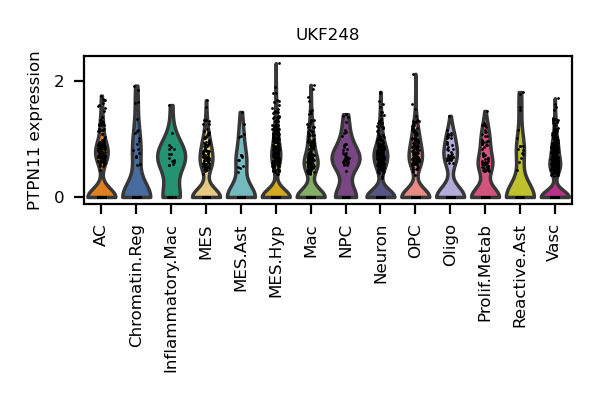 UKF248
PTPN11 expression
2
0
AC
Chromatin.Reg
Inflammatory.Mac
MES
MES.Ast
MES.Hyp
Mac
NPC
Neuron
OPC
Oligo
Prolif.Metab
Reactive.Ast
Vasc